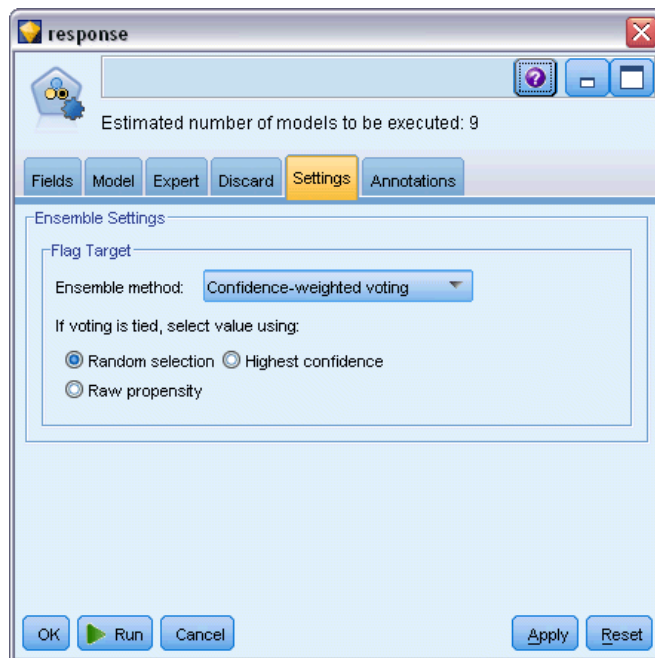 response
?
Estimated number of models to be executed: 9
Fields Model Expert Discard Settings Annotations
Ensemble Settings
Flag Target
Ensemble method: Confidence-weighted voting
If voting is tied, select value using:
Random selection Highest confidence
Raw propensity
OK Run Cancel Apply Reset